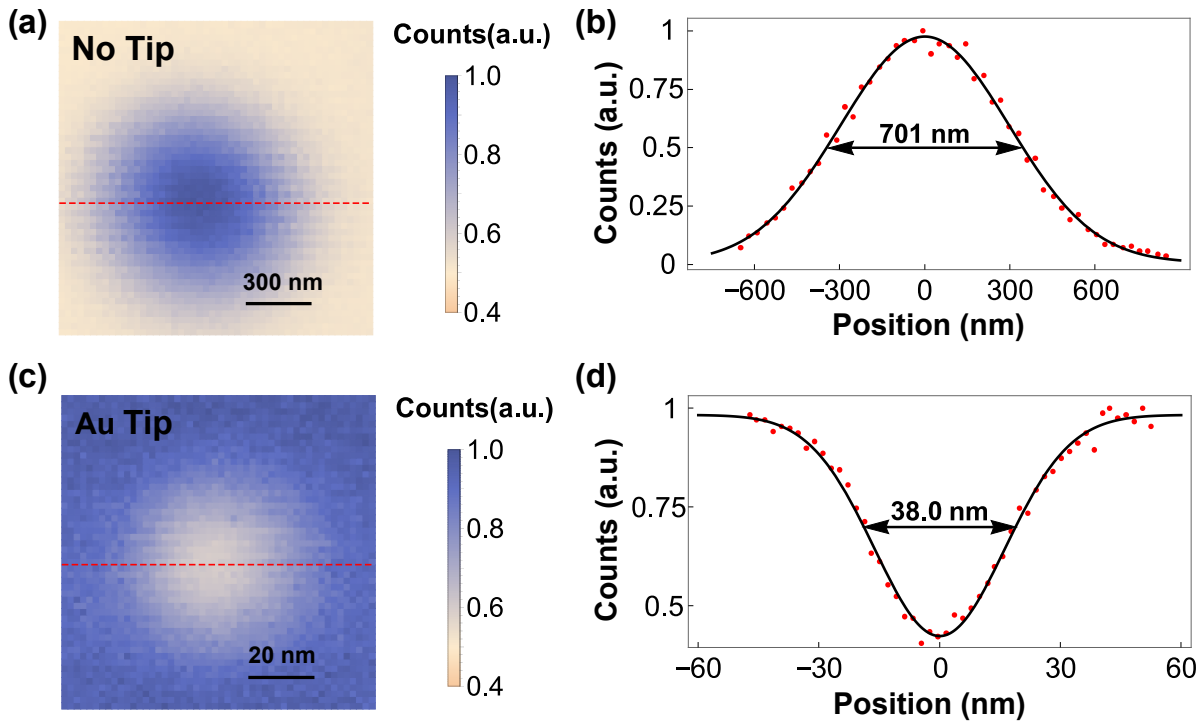 (a)
No Tip
300 nm
Counts(a.u.)
1.0
0.8
0.6
0.4
(b)
Counts (a.u.)
1
0.75
0.5
0.25
0
701 nm
−600
−300
0
300
600
Position (nm)
(c)
Au Tip
20 nm
Counts(a.u.)
1.0
0.8
0.6
0.4
(d)
Counts (a.u.)
1
0.75
0.5
38.0 nm
−60
−30
0
30
60
Position (nm)